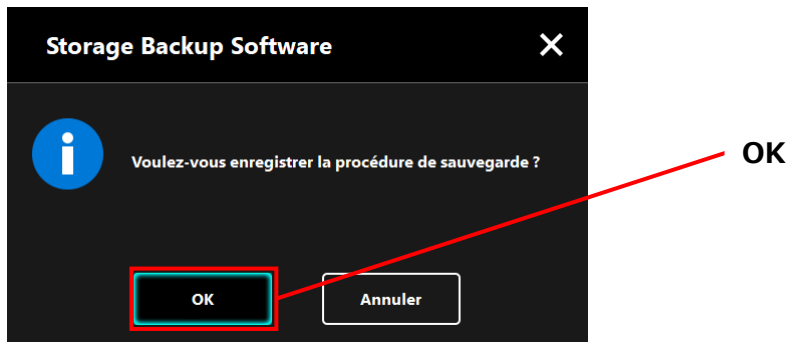 Storage Backup Software
Voulez-vous enregistrer la procédure de sauvegarde ?
OK
OK
Annuler